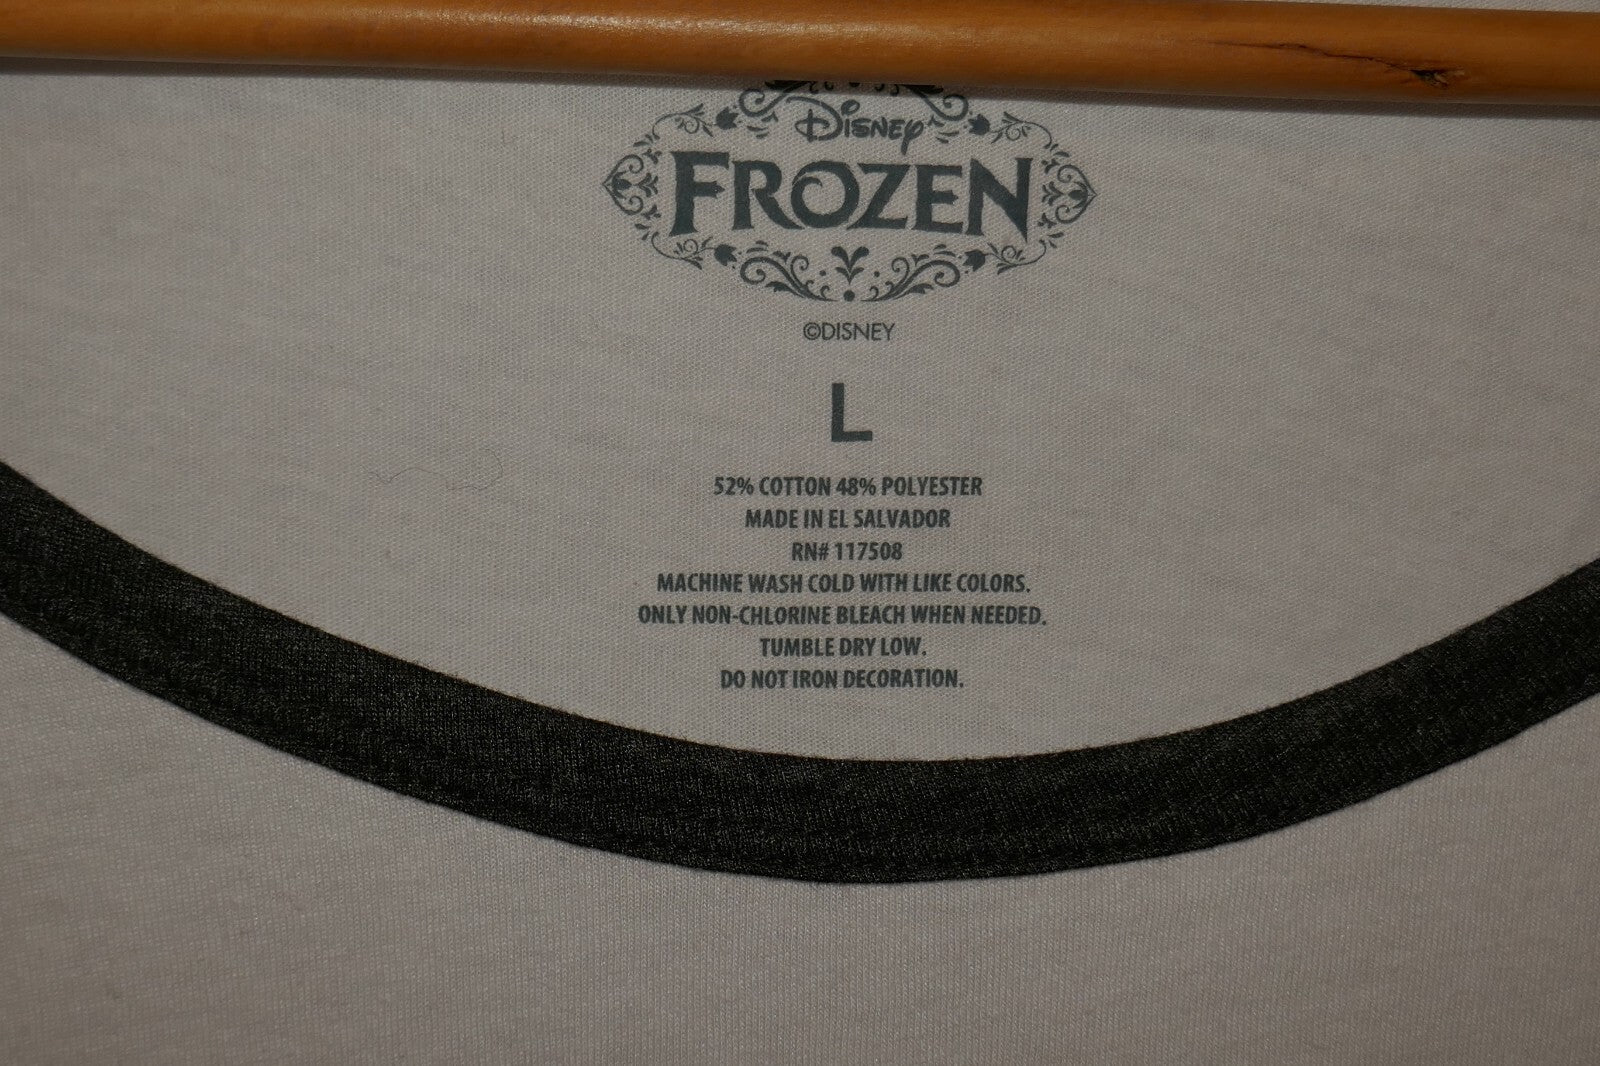 Disney
FROZEN
©DISNEY
L
52% COTTON 48% POLYESTER
MADE IN EL SALVADOR
RN# 117508
MACHINE WASH COLD WITH LIKE COLORS.
ONLY NON-CHLORINE BLEACH WHEN NEEDED.
TUMBLE DRY LOW.
DO NOT IRON DECORATION.